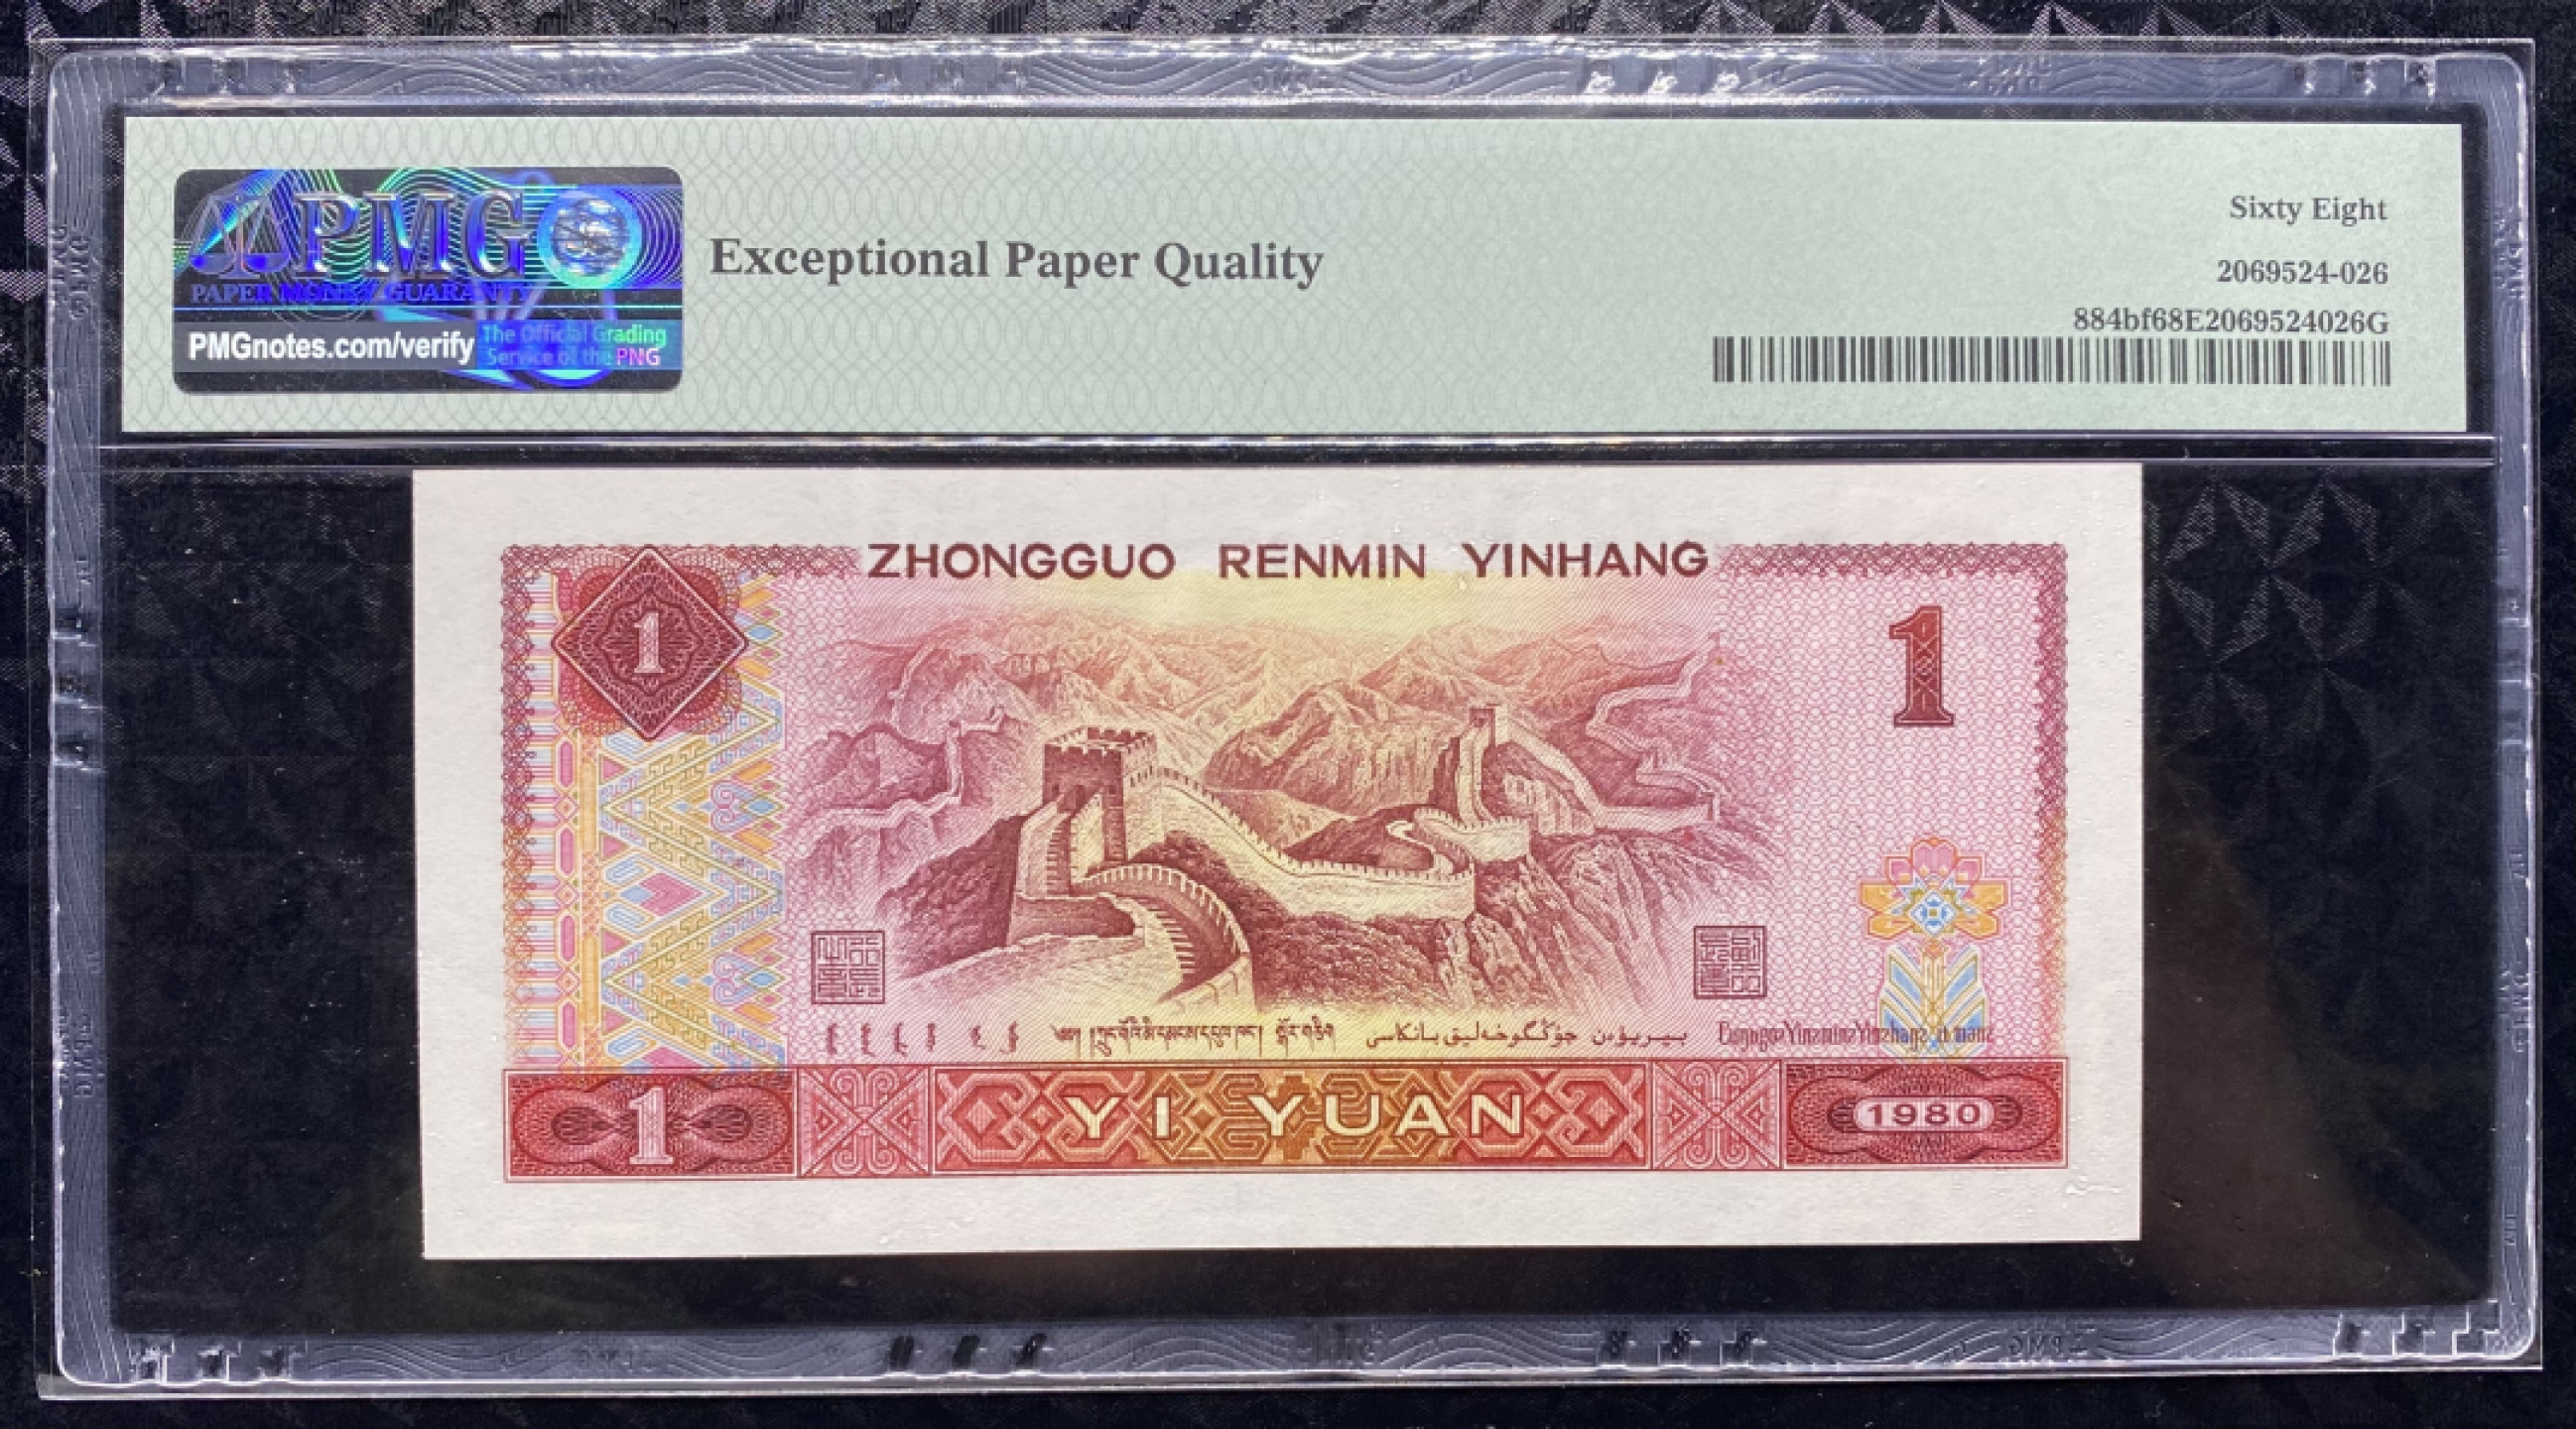 PMG
PAPER MONEY GUARANTY
PMGnotes.com/verify
The Official Grading
Service of the PNG
Exceptional Paper Quality
Sixty Eight
2069524-026
884bf68E2069524026G
ZHONGGUO RENMIN YINHANG
1
1
1
YI YUAN
1980